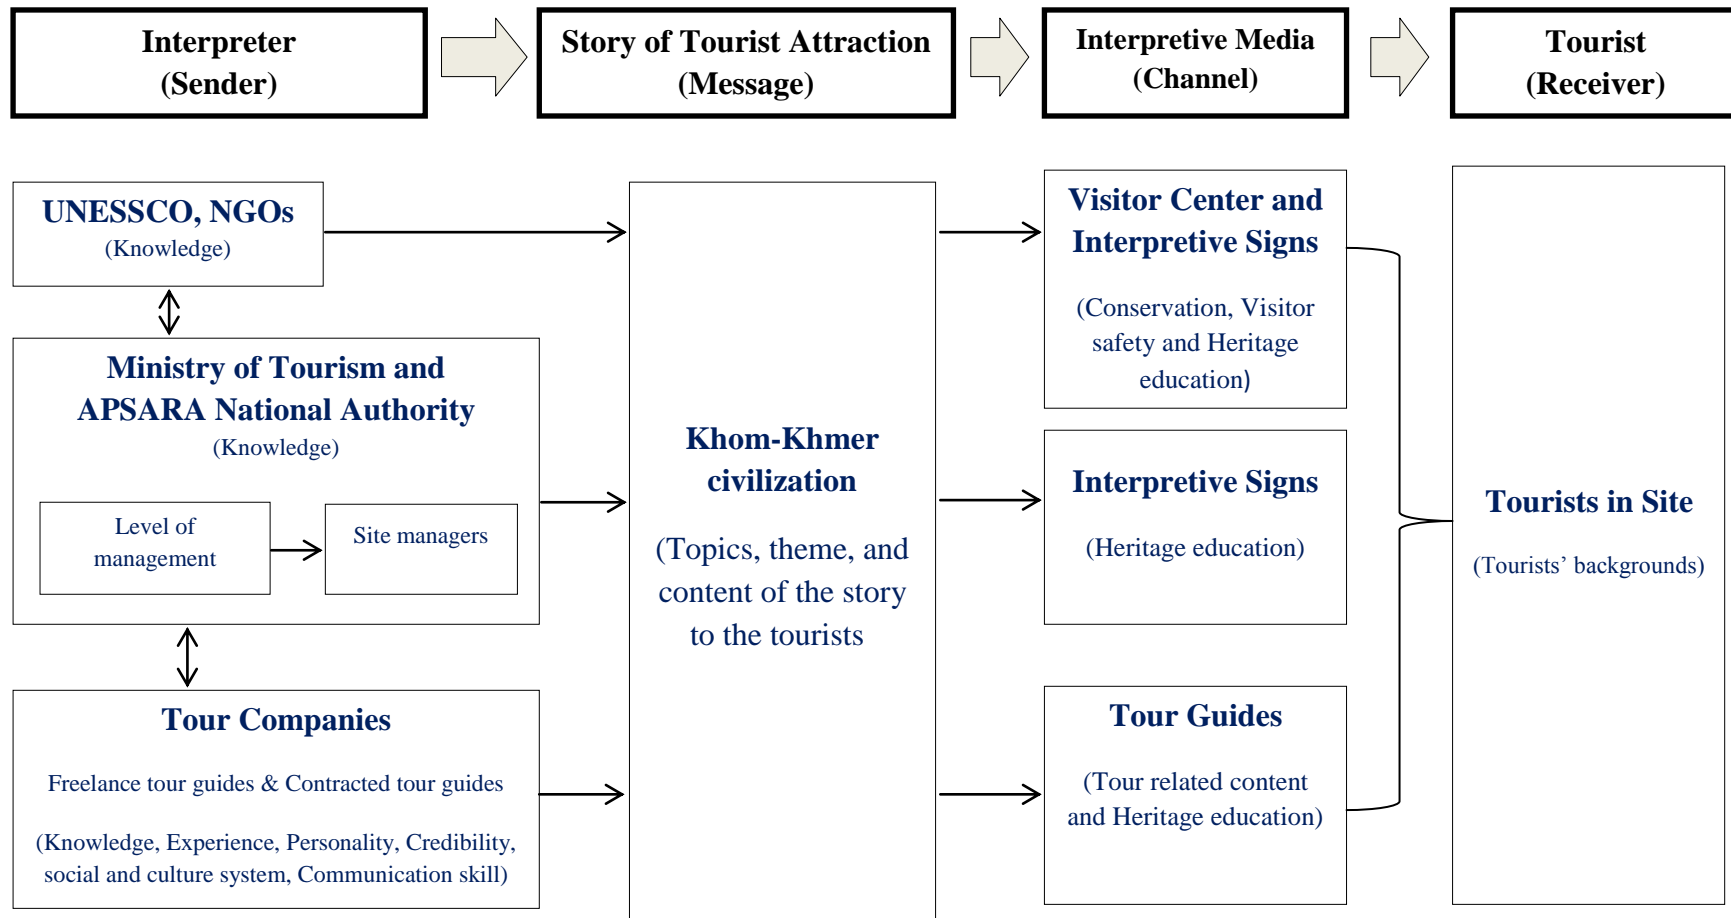 Interpreter
(Sender)
Story of Tourist Attraction
(Message)
Interpretive Media
(Channel)
Tourist
(Receiver)
UNESSCO, NGOs
(Knowledge)
Ministry of Tourism and
APSARA National Authority
(Knowledge)
Level of
management
Site managers
Tour Companies
Freelance tour guides & Contracted tour guides
(Knowledge, Experience, Personality, Credibility,
social and culture system, Communication skill)
Khom-Khmer
civilization
(Topics, theme, and
content of the story
to the tourists
Visitor Center and
Interpretive Signs
(Conservation, Visitor
safety and Heritage
education)
Interpretive Signs
(Heritage education)
Tour Guides
(Tour related content
and Heritage education)
Tourists in Site
(Tourists’ backgrounds)